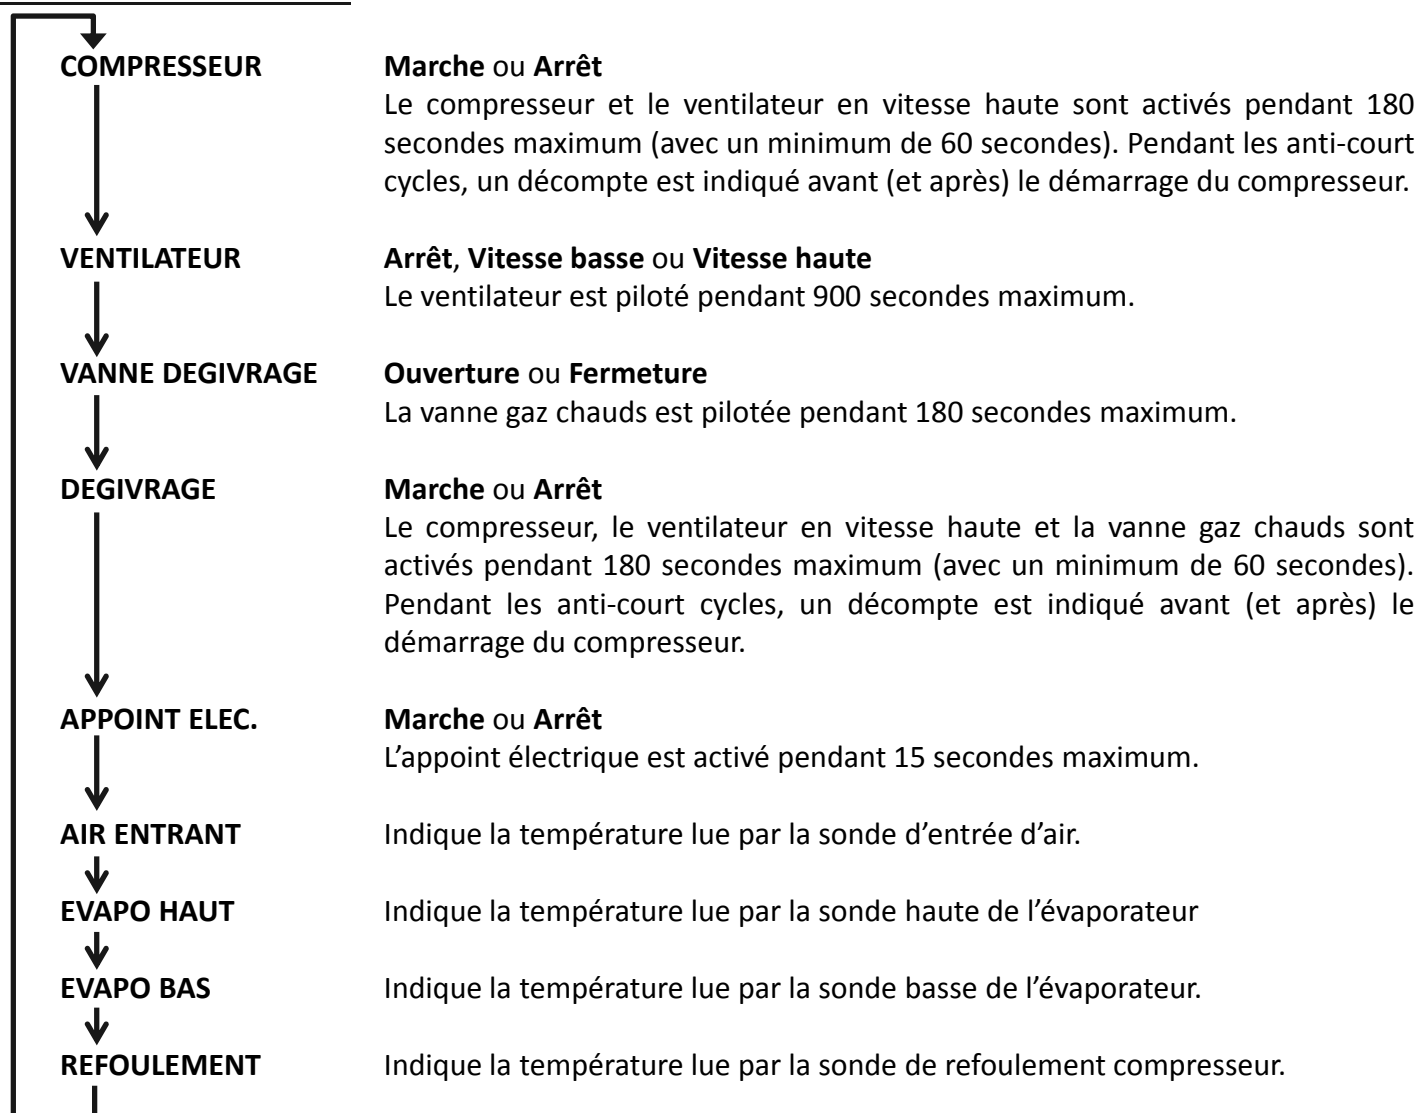 COMPRESSEUR Marche ou Arrêt
Le compresseur et le ventilateur en vitesse haute sont activés pendant 180
secondes maximum (avec un minimum de 60 secondes). Pendant les anti-court
cycles, un décompte est indiqué avant (et après) le démarrage du compresseur.
VENTILATEUR Arrêt, Vitesse basse ou Vitesse haute
Le ventilateur est piloté pendant 900 secondes maximum.
VANNE DEGIVRAGE Ouverture ou Fermeture
La vanne gaz chauds est pilotée pendant 180 secondes maximum.
DEGIVRAGE Marche ou Arrêt
Le compresseur, le ventilateur en vitesse haute et la vanne gaz chauds sont
activés pendant 180 secondes maximum (avec un minimum de 60 secondes).
Pendant les anti-court cycles, un décompte est indiqué avant (et après) le
démarrage du compresseur.
APPOINT ELEC. Marche ou Arrêt
L’appoint électrique est activé pendant 15 secondes maximum.
AIR ENTRANT Indique la température lue par la sonde d’entrée d’air.
EVAPO HAUT Indique la température lue par la sonde haute de l’évaporateur
EVAPO BAS Indique la température lue par la sonde basse de l’évaporateur.
REFOULEMENT Indique la température lue par la sonde de refoulement compresseur.